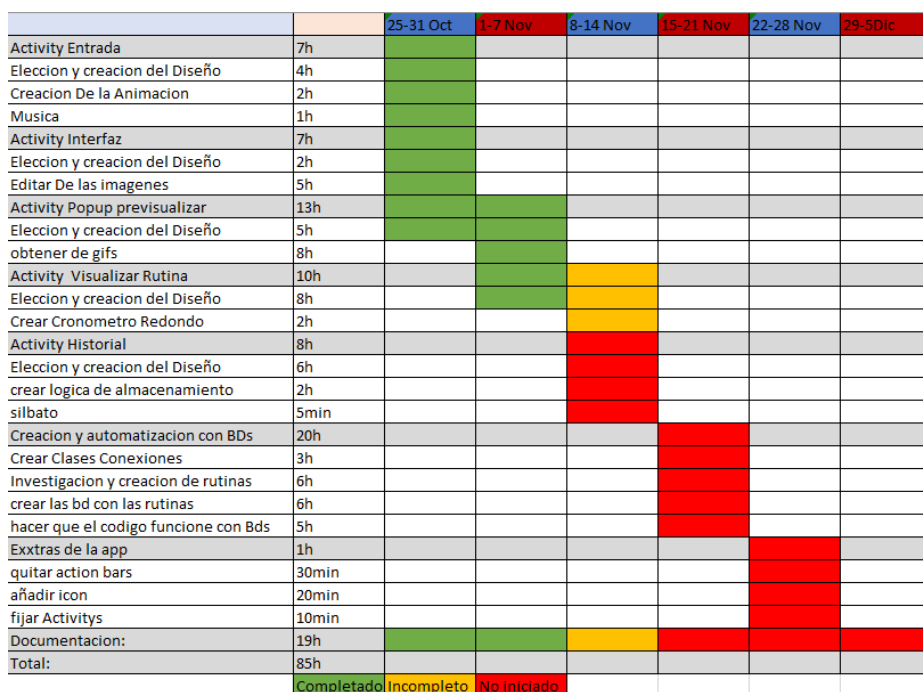 25-31 Oct 1-7 Nov 8-14 Nov 15-21 Nov 22-28 Nov 29-5Dic
Activity Entrada 7h
Eleccion y creacion del Diseño 4h
Creacion De la Animacion 2h
Musica 1h
Activity Interfaz 7h
Eleccion y creacion del Diseño 2h
Editar De las imagenes 5h
Activity Popup previsualizar 13h
Eleccion y creacion del Diseño 5h
obtener de gifs 8h
Activity  Visualizar Rutina 10h
Eleccion y creacion del Diseño 8h
Crear Cronometro Redondo 2h
Activity Historial 8h
Eleccion y creacion del Diseño 6h
crear logica de almacenamiento 2h
silbato 5min
Creacion y automatizacion con BDs 20h
Crear Clases Conexiones 3h
Investigacion y creacion de rutinas 6h
crear las bd con las rutinas 6h
hacer que el codigo funcione con Bds 5h
Exxtras de la app 1h
quitar action bars 30min
añadir icon 20min
fijar Activitys 10min
Documentacion: 19h
Total: 85h
Completado Incompleto No iniciado